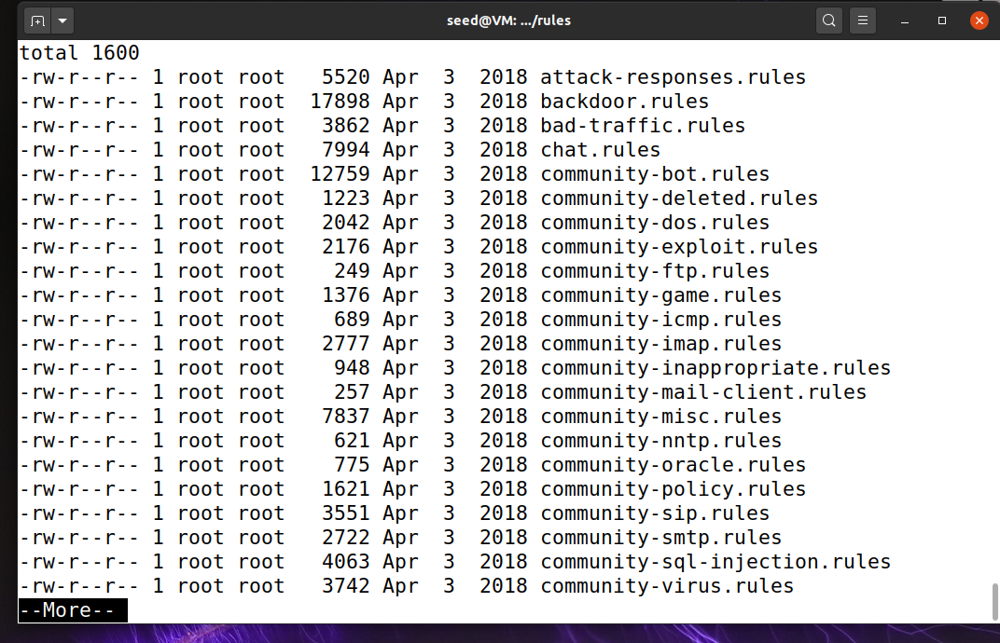 seed@VM: .../rules
total 1600
-rw-r--r-- 1 root root   5520 Apr  3  2018 attack-responses.rules
-rw-r--r-- 1 root root  17898 Apr  3  2018 backdoor.rules
-rw-r--r-- 1 root root   3862 Apr  3  2018 bad-traffic.rules
-rw-r--r-- 1 root root   7994 Apr  3  2018 chat.rules
-rw-r--r-- 1 root root  12759 Apr  3  2018 community-bot.rules
-rw-r--r-- 1 root root   1223 Apr  3  2018 community-deleted.rules
-rw-r--r-- 1 root root   2042 Apr  3  2018 community-dos.rules
-rw-r--r-- 1 root root   2176 Apr  3  2018 community-exploit.rules
-rw-r--r-- 1 root root    249 Apr  3  2018 community-ftp.rules
-rw-r--r-- 1 root root   1376 Apr  3  2018 community-game.rules
-rw-r--r-- 1 root root    689 Apr  3  2018 community-icmp.rules
-rw-r--r-- 1 root root   2777 Apr  3  2018 community-imap.rules
-rw-r--r-- 1 root root    948 Apr  3  2018 community-inappropriate.rules
-rw-r--r-- 1 root root    257 Apr  3  2018 community-mail-client.rules
-rw-r--r-- 1 root root   7837 Apr  3  2018 community-misc.rules
-rw-r--r-- 1 root root    621 Apr  3  2018 community-nntp.rules
-rw-r--r-- 1 root root    775 Apr  3  2018 community-oracle.rules
-rw-r--r-- 1 root root   1621 Apr  3  2018 community-policy.rules
-rw-r--r-- 1 root root   3551 Apr  3  2018 community-sip.rules
-rw-r--r-- 1 root root   2722 Apr  3  2018 community-smtp.rules
-rw-r--r-- 1 root root   4063 Apr  3  2018 community-sql-injection.rules
-rw-r--r-- 1 root root   3742 Apr  3  2018 community-virus.rules
--More--